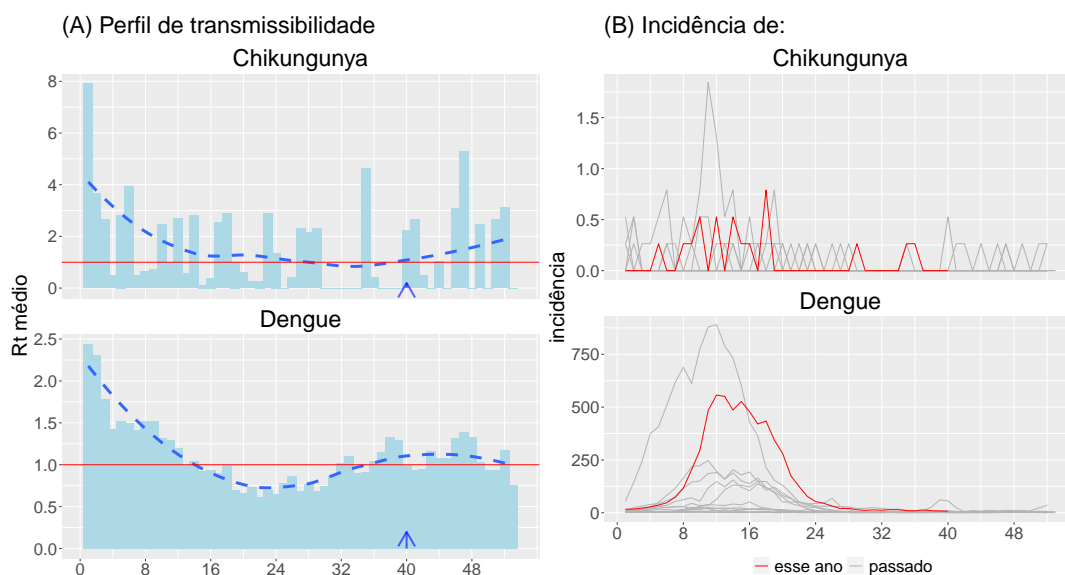 (A) Perfil de transmissibilidade
Chikungunya
8
6
4
2
0
Dengue
2.5
2.0
1.5
1.0
0.5
0.0
0 8 16 24 32 40 48
Rt médio
(B) Incidência de:
Chikungunya
1.5
1.0
0.5
0.0
Dengue
750
500
250
0
0 8 16 24 32 40 48
incidência
esse ano passado